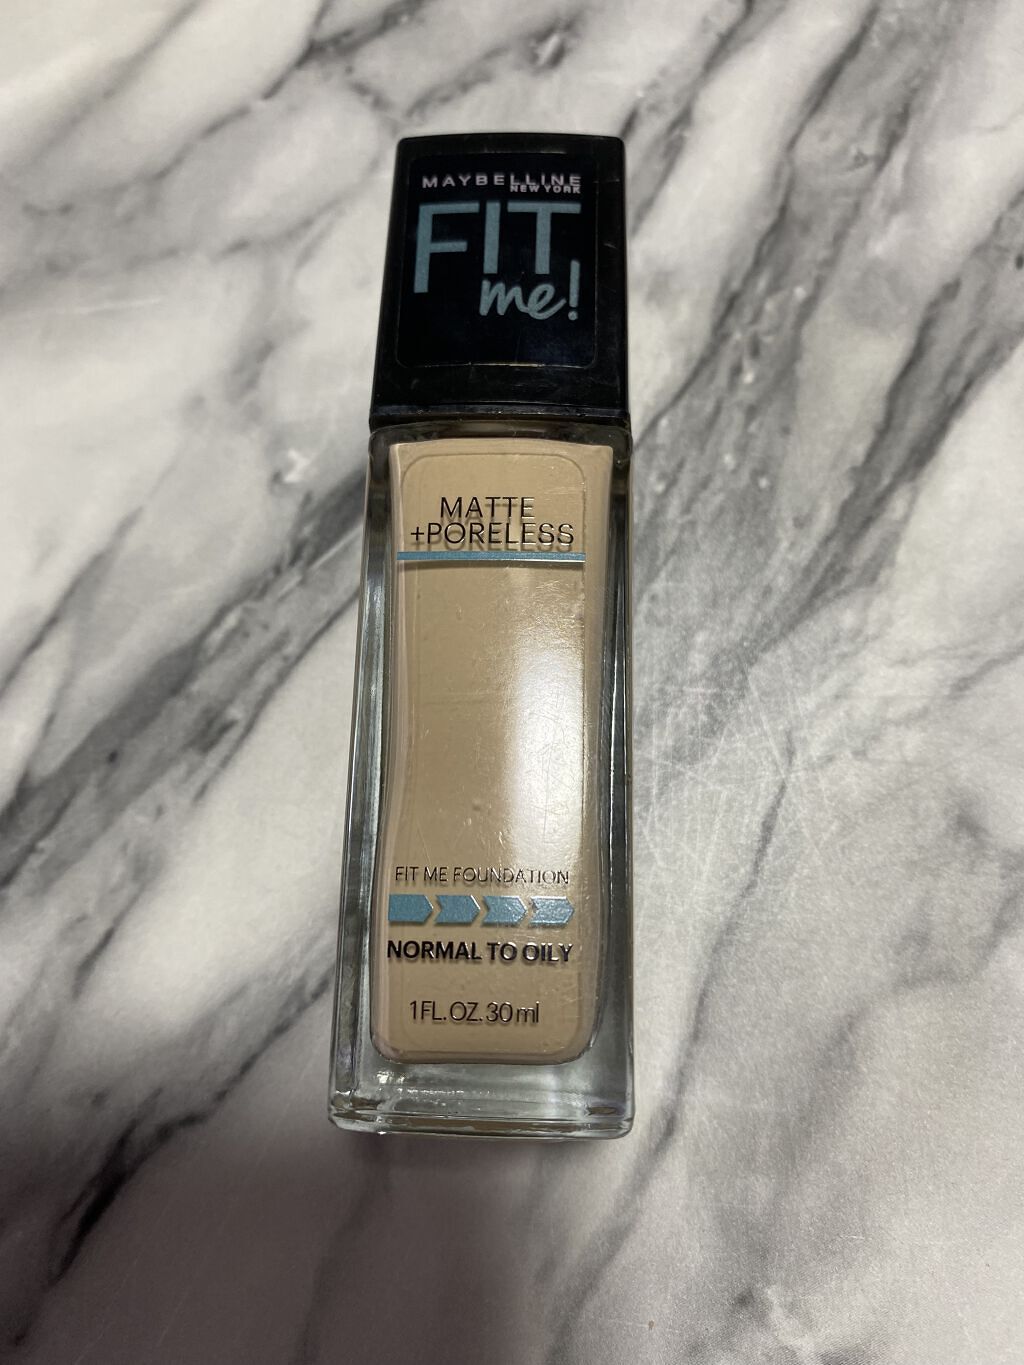 MAYBELLINE
NEW YORK
FIT
me!
MATTE
+PORELESS
FIT ME FOUNDATION
NORMAL TO OILY
1FL.OZ.30ml